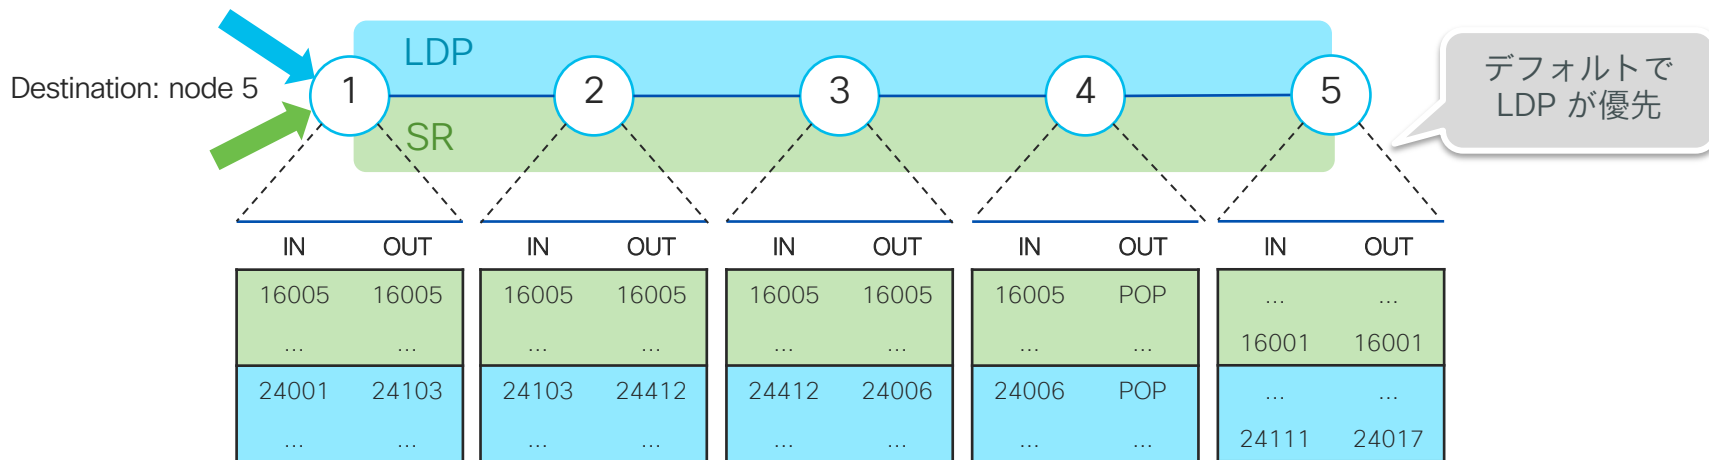 LDP
Destination: node 5
1 2 3 4 5
SR
デフォルトで
LDP が優先
IN OUT IN OUT IN OUT IN OUT IN OUT
16005 16005 16005 16005 16005 16005 16005 POP ... ...
... ... ... ... ... ... ... ... 16001 16001
24001 24103 24103 24412 24412 24006 24006 POP ... ...
... ... ... ... ... ... ... ... 24111 24017